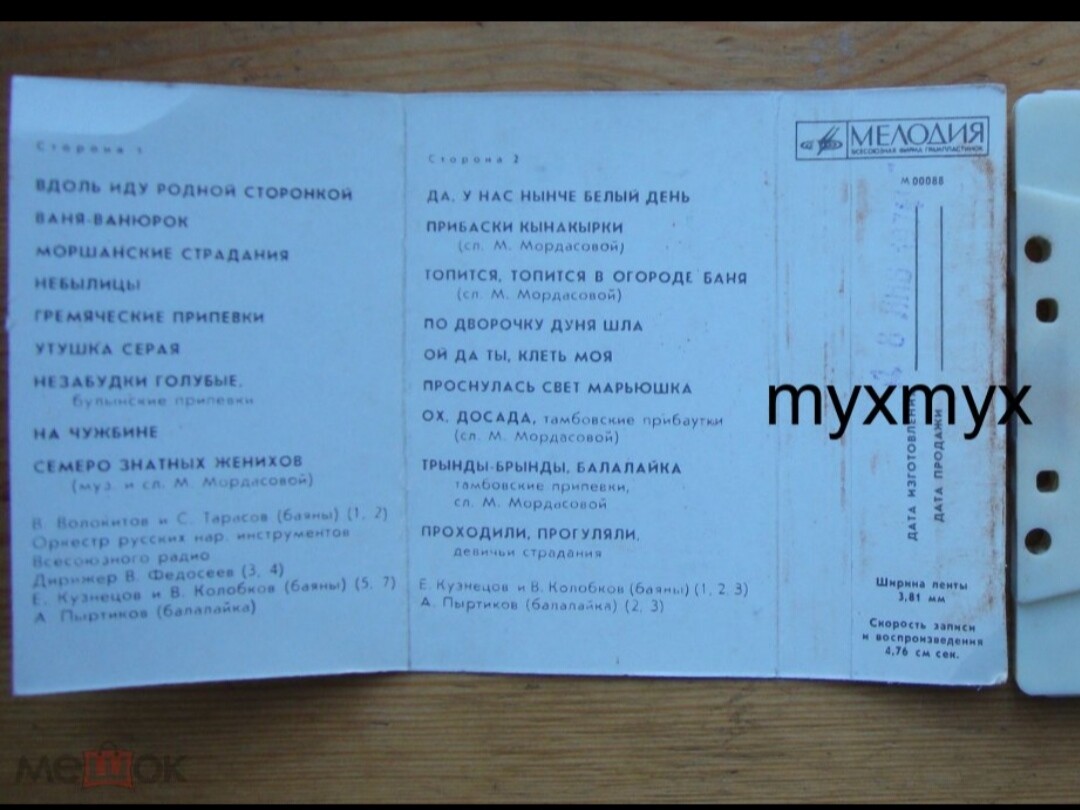 Сторона 1
ВДОЛЬ ИДУ РОДНОЙ СТОРОНКОЙ
ВАНЯ-ВАНЮРОК
МОРШАНСКИЕ СТРАДАНИЯ
НЕБЫЛИЦЫ
ГРЕМЯЧЕСКИЕ ПРИПЕВКИ
УТУШКА СЕРАЯ
НЕЗАБУДКИ ГОЛУБЫЕ,
булынские припевки
НА ЧУЖБИНЕ
СЕМЕРО ЗНАТНЫХ ЖЕНИХОВ
(муз. и сл. М. Мордасовой)
В. Волокитов и С. Тарасов (баяны) (1, 2)
Оркестр русских нар. инструментов
Всесоюзного радио
Дирижер В. Федосеев (3, 4)
Е. Кузнецов и В. Колобков (баяны) (5, 7)
А. Пыртиков (балалайка)
Сторона 2
ДА, У НАС НЫНЧЕ БЕЛЫЙ ДЕНЬ
ПРИБАСКИ КЫНАКЫРКИ
(сл. М. Мордасовой)
ТОПИТСЯ, ТОПИТСЯ В ОГОРОДЕ БАНЯ
(сл. М. Мордасовой)
ПО ДВОРОЧКУ ДУНЯ ШЛА
ОЙ ДА ТЫ, КЛЕТЬ МОЯ
ПРОСНУЛАСЬ СВЕТ МАРЬЮШКА
ОХ, ДОСАДА, тамбовские прибаутки
(сл. М. Мордасовой)
ТРЫНДЫ-БРЫНДЫ, БАЛАЛАЙКА
тамбовские припевки,
сл. М. Мордасовой
ПРОХОДИЛИ, ПРОГУЛЯЛИ,
девичьи страдания
Е. Кузнецов и В. Колобков (баяны) (1, 2, 3)
А. Пыртиков (балалайка) (2, 3)
МЕЛОДИЯ
ВСЕСОЮЗНАЯ ФИРМА ГРАМПЛАСТИНОК
М 00088
ДАТА ИЗГОТОВЛЕНИЯ
ДАТА ПРОДАЖИ
myxmyx
Ширина ленты
3,81 мм
Скорость записи
и воспроизведения
4,76 см сек.
мешок